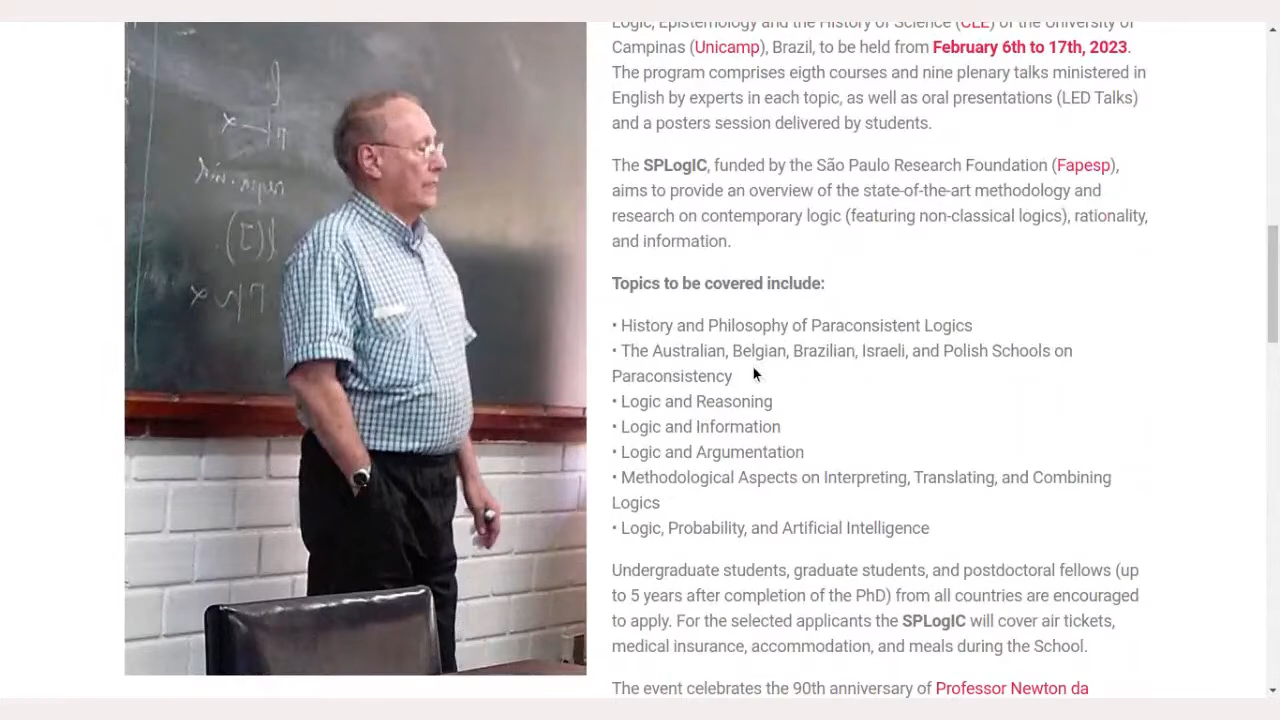 Logic, Epistemology and the History of Science (CLE) of the University of
Campinas (Unicamp), Brazil, to be held from February 6th to 17th, 2023.
The program comprises eigth courses and nine plenary talks ministered in
English by experts in each topic, as well as oral presentations (LED Talks)
and a posters session delivered by students.
The SPLogIC, funded by the São Paulo Research Foundation (Fapesp),
aims to provide an overview of the state-of-the-art methodology and
research on contemporary logic (featuring non-classical logics), rationality,
and information.
Topics to be covered include:
• History and Philosophy of Paraconsistent Logics
• The Australian, Belgian, Brazilian, Israeli, and Polish Schools on
Paraconsistency
• Logic and Reasoning
• Logic and Information
• Logic and Argumentation
• Methodological Aspects on Interpreting, Translating, and Combining
Logics
• Logic, Probability, and Artificial Intelligence
Undergraduate students, graduate students, and postdoctoral fellows (up
to 5 years after completion of the PhD) from all countries are encouraged
to apply. For the selected applicants the SPLogIC will cover air tickets,
medical insurance, accommodation, and meals during the School.
The event celebrates the 90th anniversary of Professor Newton da